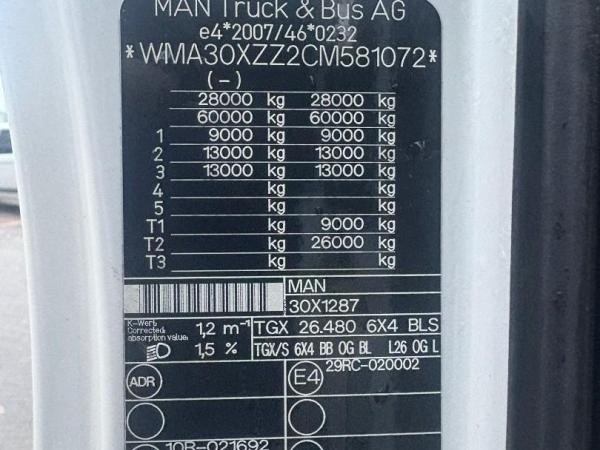 MAN Truck & Bus AG
e4*2007/46*0232
*WMA30XZZ2CM581072*
(-)
28000 kg 28000 kg
60000 kg 60000 kg
1 9000 kg 9000 kg
2 13000 kg 13000 kg
3 13000 kg 13000 kg
4 kg kg
5 kg kg
T1 kg 9000 kg
T2 kg 26000 kg
T3 kg kg
MAN
30X1287
K-Wert
Corrected
absorption value
1,2 m⁻¹
TGX 26.480 6X4 BLS
1,5 %
TGX/S 6X4 BB OG BL L26 OG L
ADR
E4
29RC-020002
10R-021692